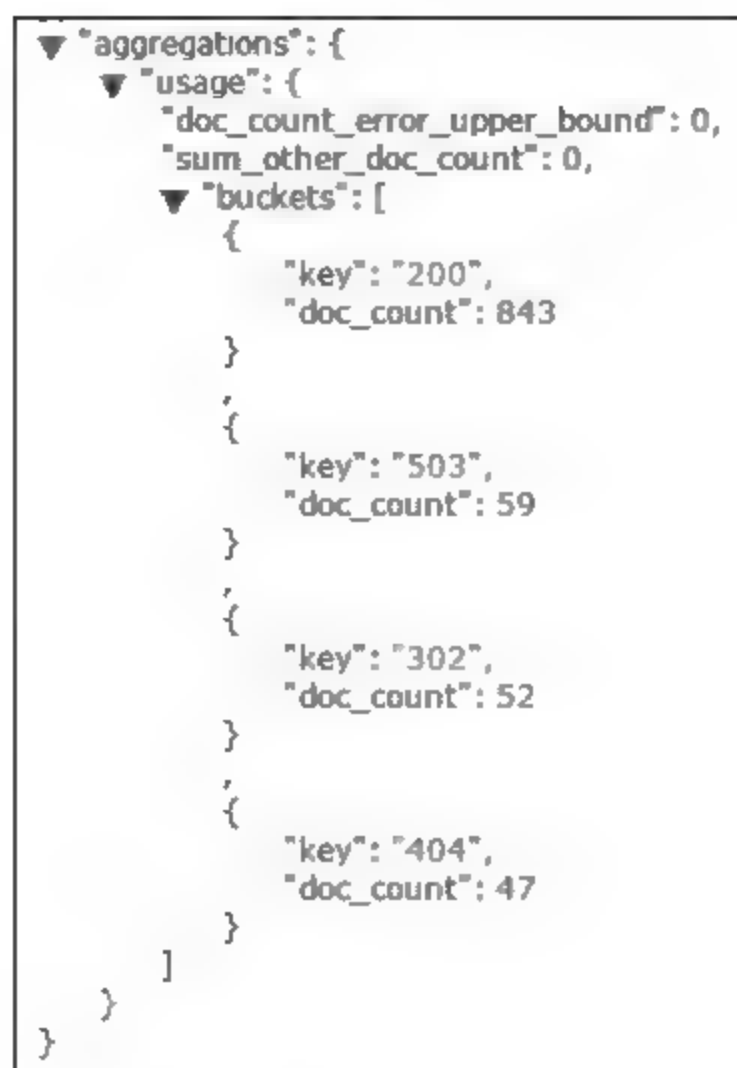 "aggregations": {
"usage": {
"doc_count_error_upper_bound": 0,
"sum_other_doc_count": 0,
"buckets": [
{
"key": "200",
"doc_count": 843
}
,
{
"key": "503",
"doc_count": 59
}
,
{
"key": "302",
"doc_count": 52
}
,
{
"key": "404",
"doc_count": 47
}
]
}
}